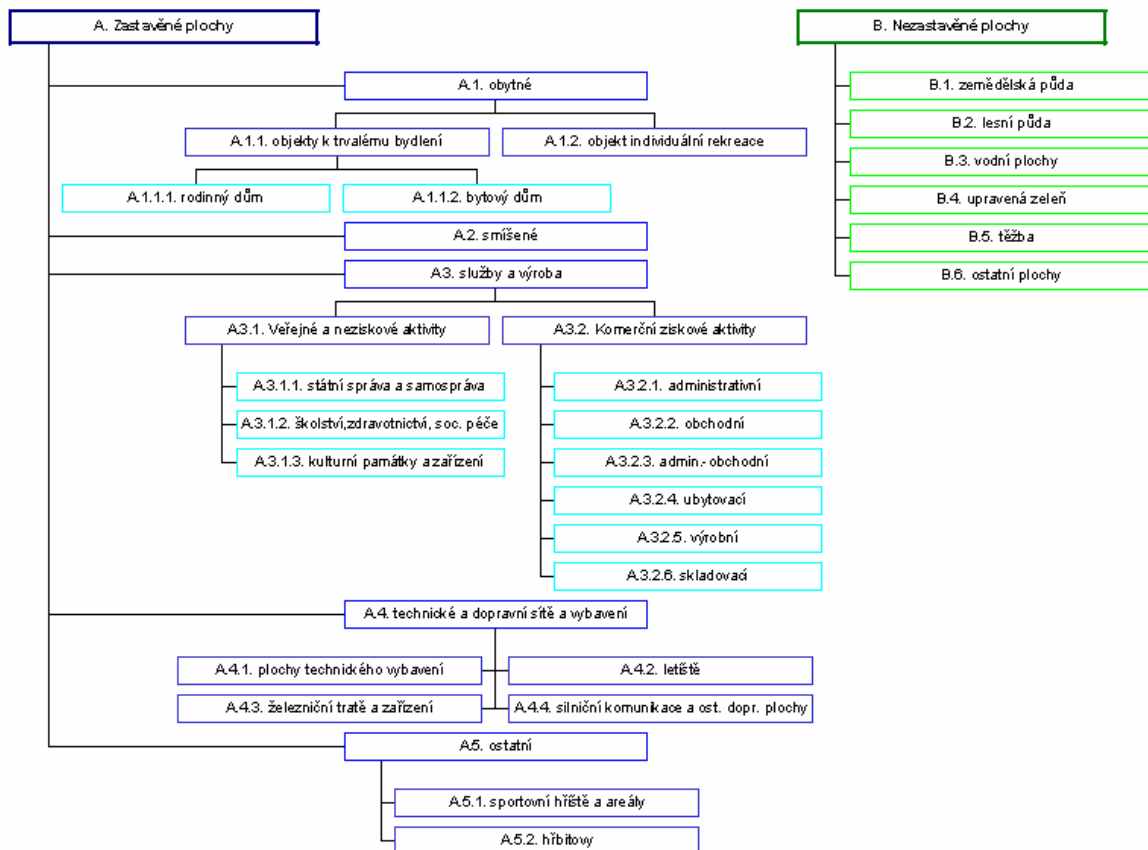 A. Zastavěné plochy
B. Nezastavěné plochy
A.1. obytné
B.1. zemědělská půda
B.2. lesní půda
A.1.1. objekty k trvalému bydlení
A.1.2. objekt individuální rekreace
B.3. vodní plochy
A.1.1.1. rodinný dům
A.1.1.2. bytový dům
B.4. upravená zeleň
A.2. smíšené
B.5. těžba
A.3. služby a výroba
B.6. ostatní plochy
A.3.1. Veřejné a neziskové aktivity
A.3.2. Komerční ziskové aktivity
A.3.1.1. státní správa a samospráva
A.3.2.1. administrativní
A.3.1.2. školství,zdravotnictví, soc. péče
A.3.2.2. obchodní
A.3.1.3. kulturní památky a zařízení
A.3.2.3. admin.- obchodní
A.3.2.4. ubytovací
A.3.2.5. výrobní
A.3.2.6. skladovací
A.4. technické a dopravní sítě a vybavení
A.4.1. plochy technického vybavení
A.4.2. letiště
A.4.3. železniční tratě a zařízení
A.4.4. silniční komunikace a ost. dopr. plochy
A.5. ostatní
A.5.1. sportovní hříště a areály
A.5.2. hřbitovy